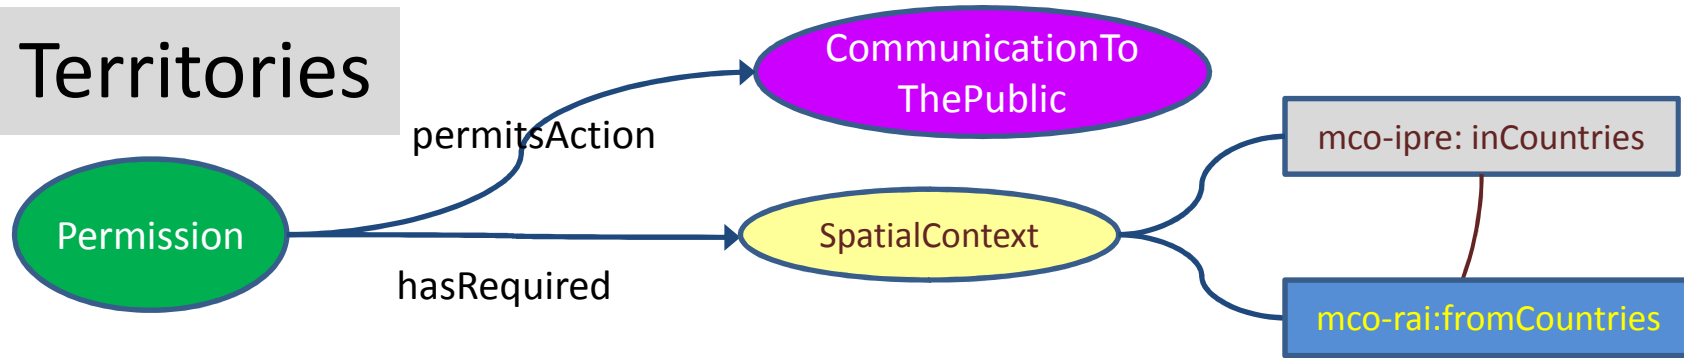 Territories
CommunicationTo
ThePublic
permitsAction
mco-ipre: inCountries
Permission
SpatialContext
hasRequired
mco-rai:fromCountries